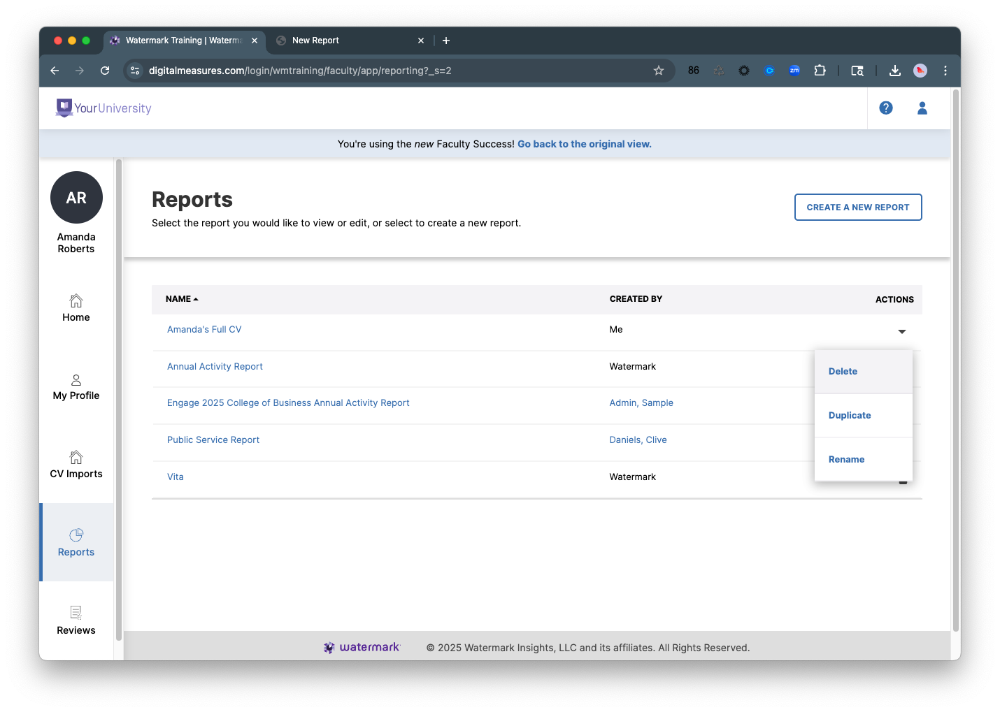 Watermark Training | Waterma
New Report
digitalmeasures.com/login/wmtraining/faculty/app/reporting?_s=2
86
zm
YourUniversity
?
You're using the new Faculty Success! Go back to the original view.
AR
Amanda
Roberts
Home
My Profile
CV Imports
Reports
Reviews
Reports
CREATE A NEW REPORT
Select the report you would like to view or edit, or select to create a new report.
NAME CREATED BY ACTIONS
Amanda's Full CV Me
Annual Activity Report Watermark
Engage 2025 College of Business Annual Activity Report Admin, Sample
Public Service Report Daniels, Clive
Vita Watermark
Delete
Duplicate
Rename
watermark © 2025 Watermark Insights, LLC and its affiliates. All Rights Reserved.